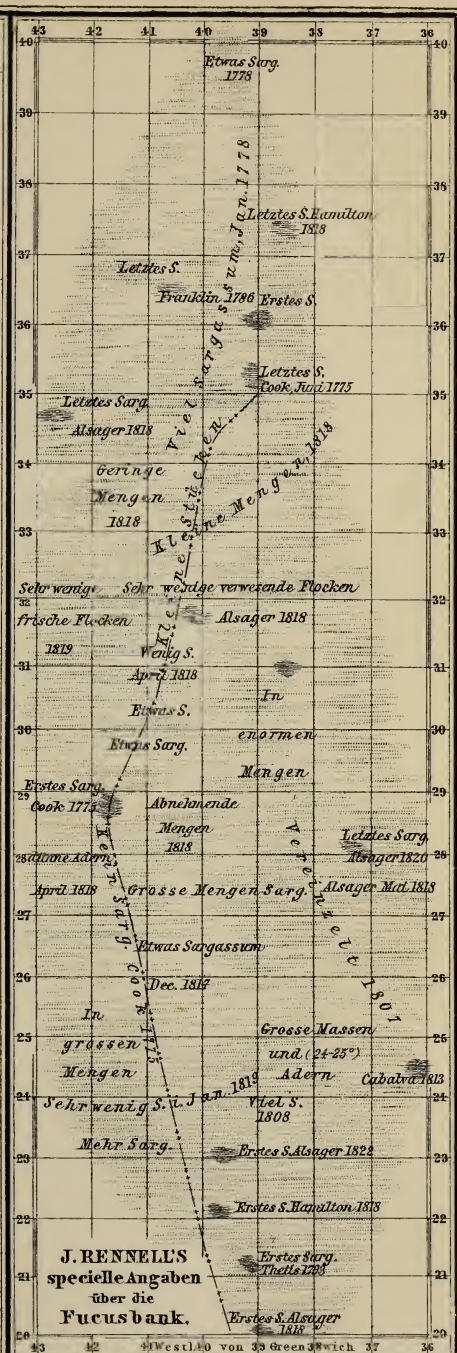 43 42 41 40 39 38 37 36
40 40
Etwas Sarg.
1778
39 39
38 38
Viel Sargassum, Jan. 1778
Letztes S. Hamilton
1818
37 37
Letztes S.
Franklin 1786
Erstes S.
36 36
Letztes S.
Cook, Juni 1775
35 35
Letztes Sarg.
Alsager 1818
34 34
Geringe
Mengen
1818
33 33
Kleine Mengen, 1818
Kleine Stücken
Sehr wenige
frische Flocken
1819
32 32
Sehr wenige verwesende Flocken
Alsager 1818
31 31
Wenig S.
April 1818
In
enormen
Mengen
30 30
Etwas S.
Etwas Sarg.
29 29
Erstes Sarg.
Cook 1775
Abnehmende
Mengen
1818
Vereinzelt 1801
Letztes Sarg.
Alsager 1820
28 28
dünne Adern
April 1818
Grosse Mengen Sarg.
Alsager Mai 1818
27 27
Kein Sarg. Cook 1775
Etwas Sargassum
Dec. 1817
26 26
In
grossen
Mengen
25 25
Grosse Massen
und (24-25°)
Adern
Cabalva 1813
24 24
Sehr wenig S. i. Jan. 1819
Viel S.
1808
Mehr Sarg.
23 23
Erstes S. Alsager 1822
Erstes S. Hamilton 1818
22 22
J. RENNELL'S
specielle Angaben
über die
Fucusbank.
Erstes Sarg.
Thetis 1798
21 21
Erstes S. Alsager
1818
20 20
43 42 41 Westl. 40 von 39 Green 38 wich 37 36